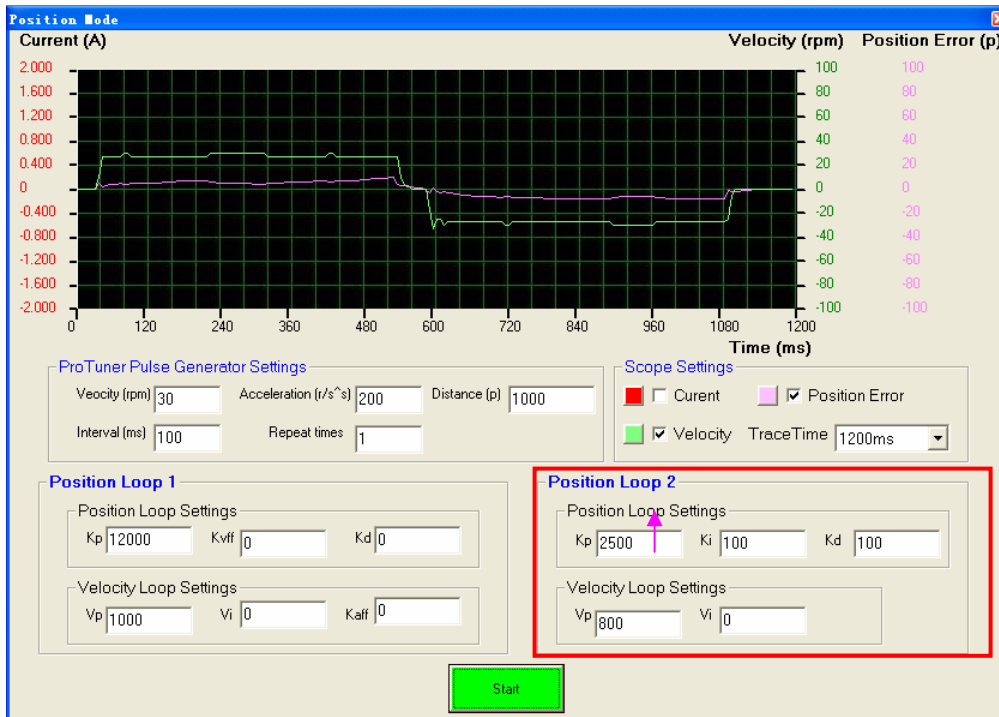 Position Mode
Current (A) Velocity (rpm) Position Error (p)
2.000 100 100
1.600 80 80
1.200 60 60
0.800 40 40
0.400 20 20
0 0 0
-0.400 -20 -20
-0.800 -40 -40
-1.200 -60 -60
-1.600 -80 -80
-2.000 -100 -100
0 120 240 360 480 600 720 840 960 1080 1200
Time (ms)
ProTuner Pulse Generator Settings
Veocity (rpm) 30 Acceleration (r/s^s) 200 Distance (p) 1000
Interval (ms) 100 Repeat times 1
Scope Settings
Curent Position Error
Velocity TraceTime 1200ms
Position Loop 1
Position Loop Settings
Kp 12000 Kvff 0 Kd 0
Velocity Loop Settings
Vp 1000 Vi 0 Kaff 0
Position Loop 2
Position Loop Settings
Kp 2500 Ki 100 Kd 100
Velocity Loop Settings
Vp 800 Vi 0
Start